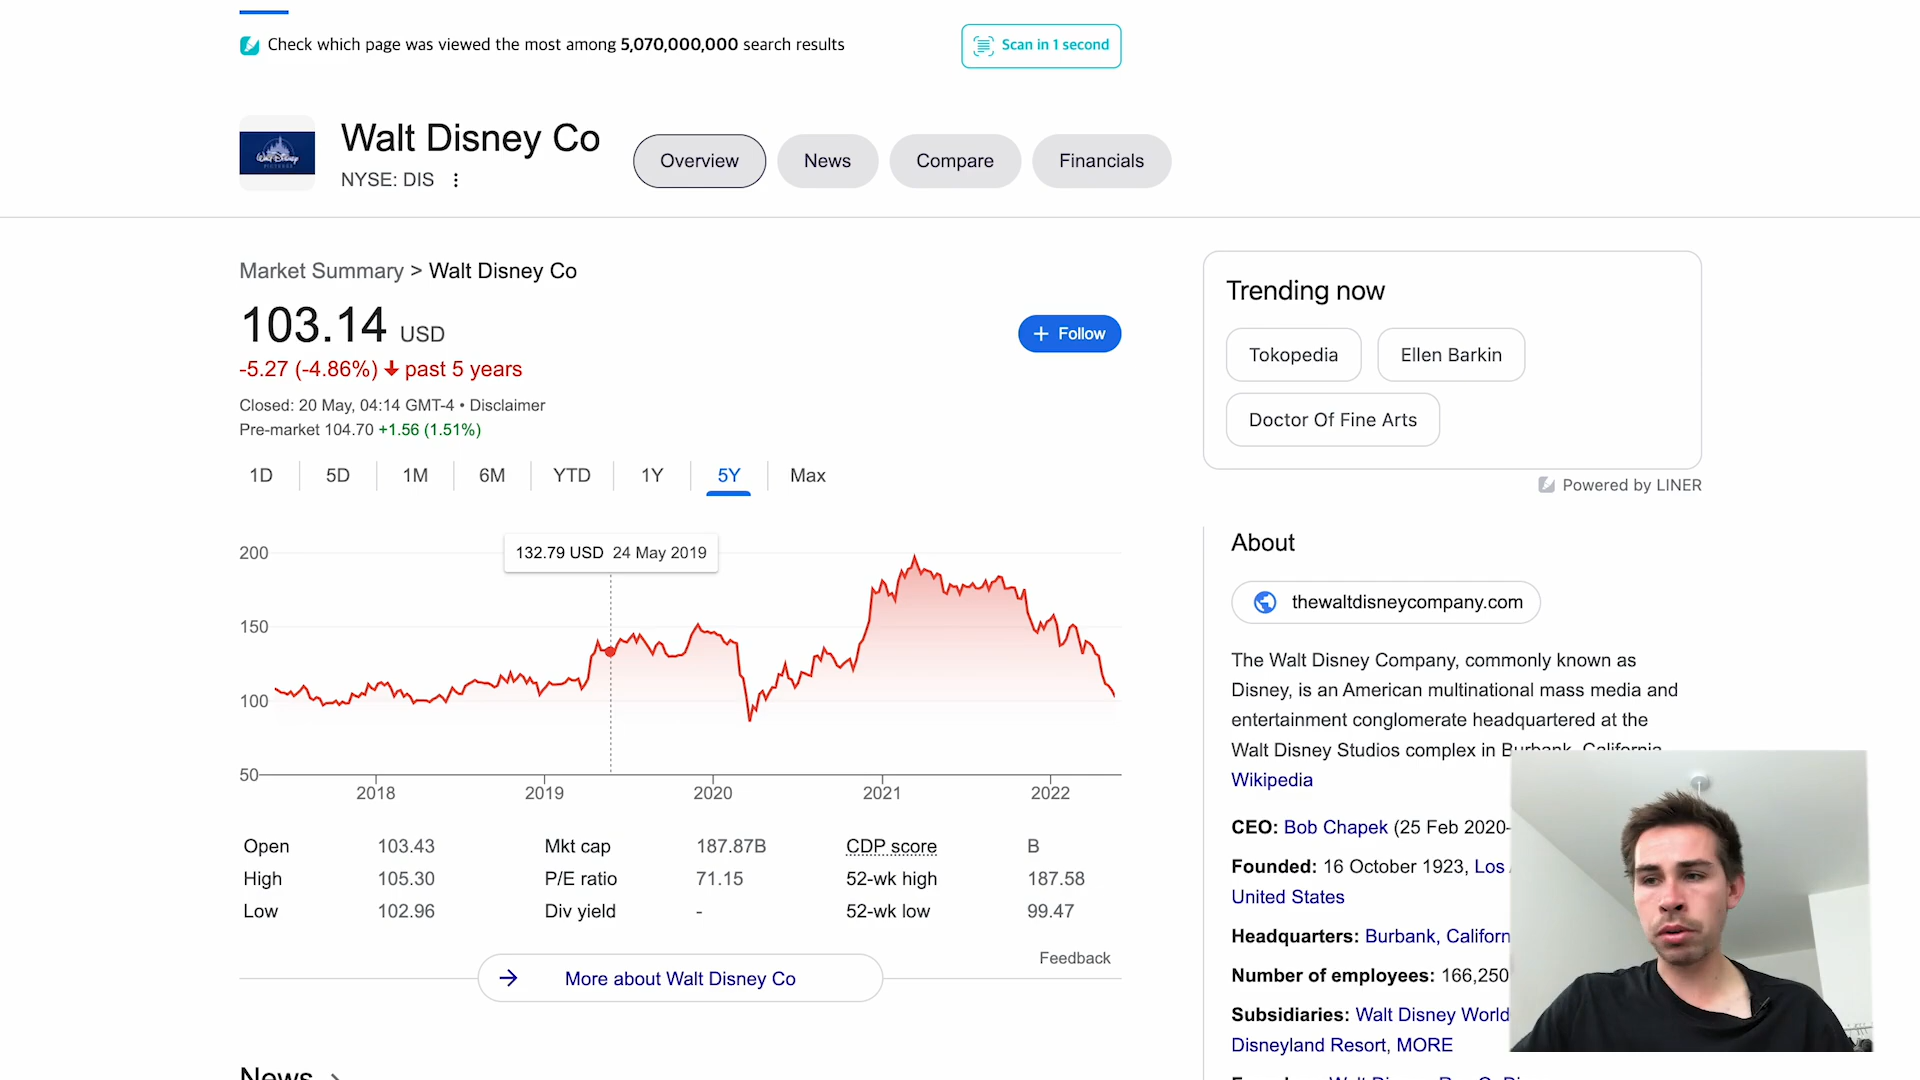 Check which page was viewed the most among 5,070,000,000 search results
Scan in 1 second
Walt Disney Co
NYSE: DIS
Overview
News
Compare
Financials
Market Summary > Walt Disney Co
103.14 USD
+ Follow
-5.27 (-4.86%) past 5 years
Closed: 20 May, 04:14 GMT-4 • Disclaimer
Pre-market 104.70 +1.56 (1.51%)
1D 5D 1M 6M YTD 1Y 5Y Max
132.79 USD 24 May 2019
200
150
100
50
2018 2019 2020 2021 2022
Open 103.43 Mkt cap 187.87B CDP score B
High 105.30 P/E ratio 71.15 52-wk high 187.58
Low 102.96 Div yield - 52-wk low 99.47
Feedback
More about Walt Disney Co
News
Trending now
Tokopedia
Ellen Barkin
Doctor Of Fine Arts
Powered by LINER
About
thewaltdisneycompany.com
The Walt Disney Company, commonly known as
Disney, is an American multinational mass media and
entertainment conglomerate headquartered at the
Walt Disney Studios complex in Burbank, California
Wikipedia
CEO: Bob Chapek (25 Feb 2020-
Founded: 16 October 1923, Los
United States
Headquarters: Burbank, Californ
Number of employees: 166,250
Subsidiaries: Walt Disney World
Disneyland Resort, MORE